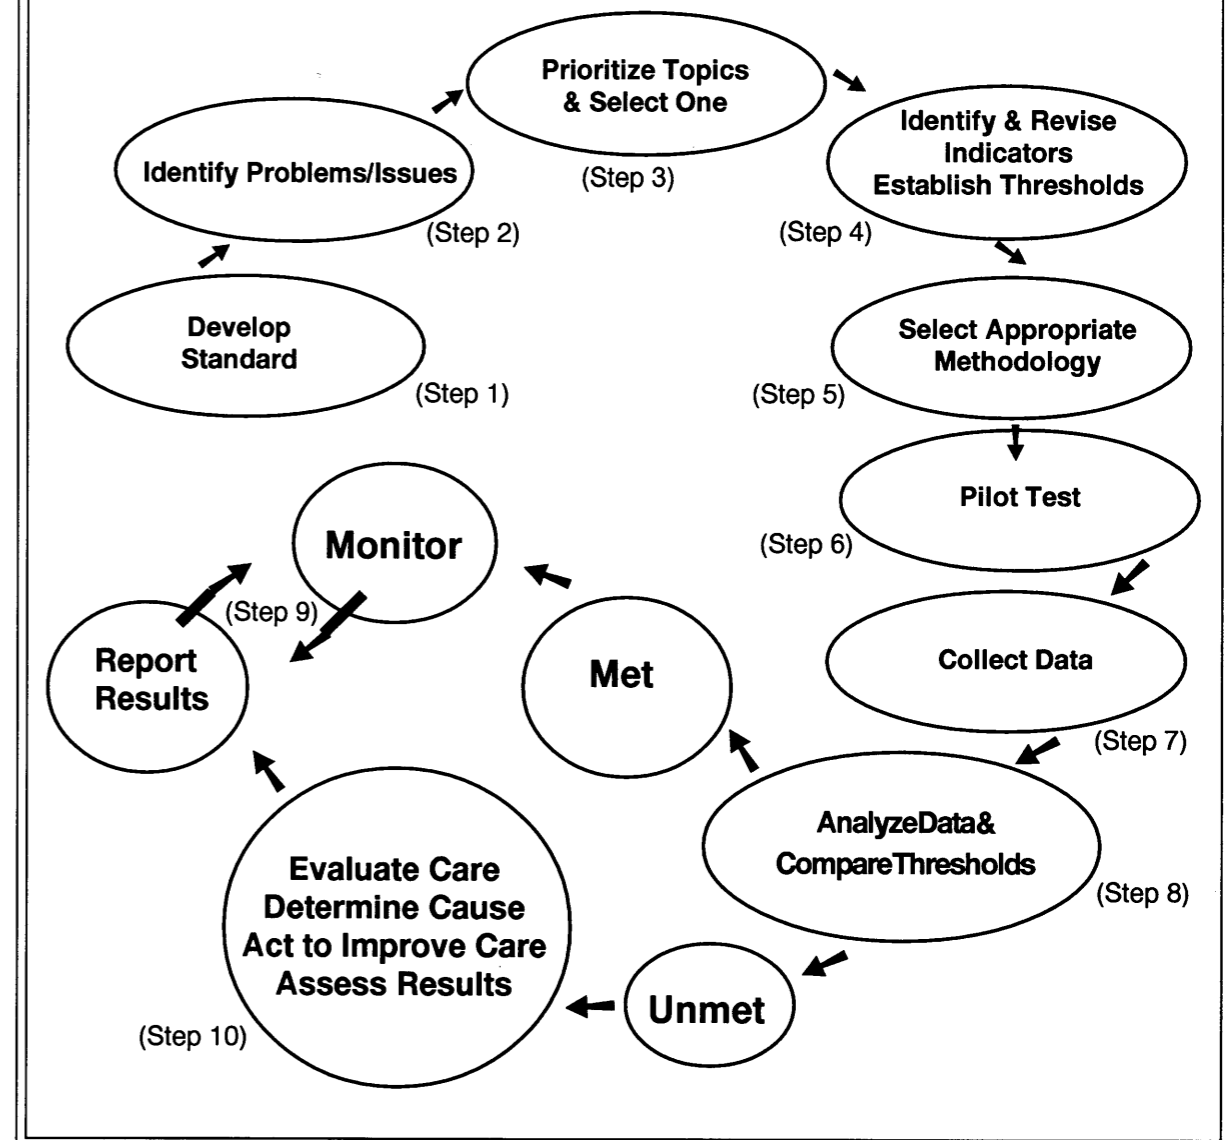 Prioritize Topics
& Select One
(Step 3)
Identify & Revise
Indicators
Establish Thresholds
(Step 4)
Identify Problems/Issues
(Step 2)
Develop
Standard
(Step 1)
Select Appropriate
Methodology
(Step 5)
Pilot Test
(Step 6)
Collect Data
(Step 7)
AnalyzeData&
CompareThresholds
(Step 8)
Met
Monitor
(Step 9)
Report
Results
Unmet
Evaluate Care
Determine Cause
Act to Improve Care
Assess Results
(Step 10)